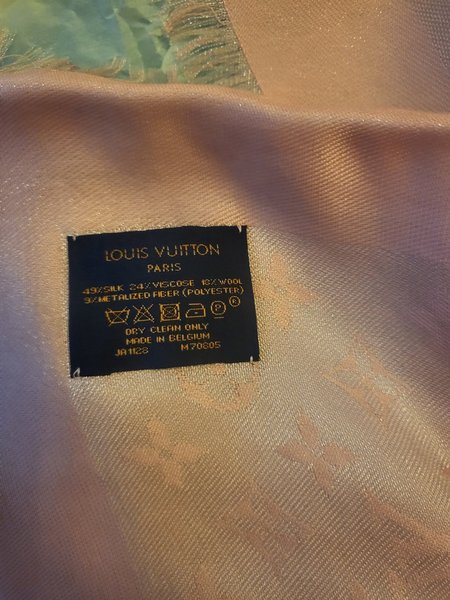 LOUIS VUITTON
PARIS
49% SILK 24% VISCOSE 18% WOOL
9% METALIZED FIBER (POLYESTER)
P ®
DRY CLEAN ONLY
MADE IN BELGIUM
JA1128 M70805